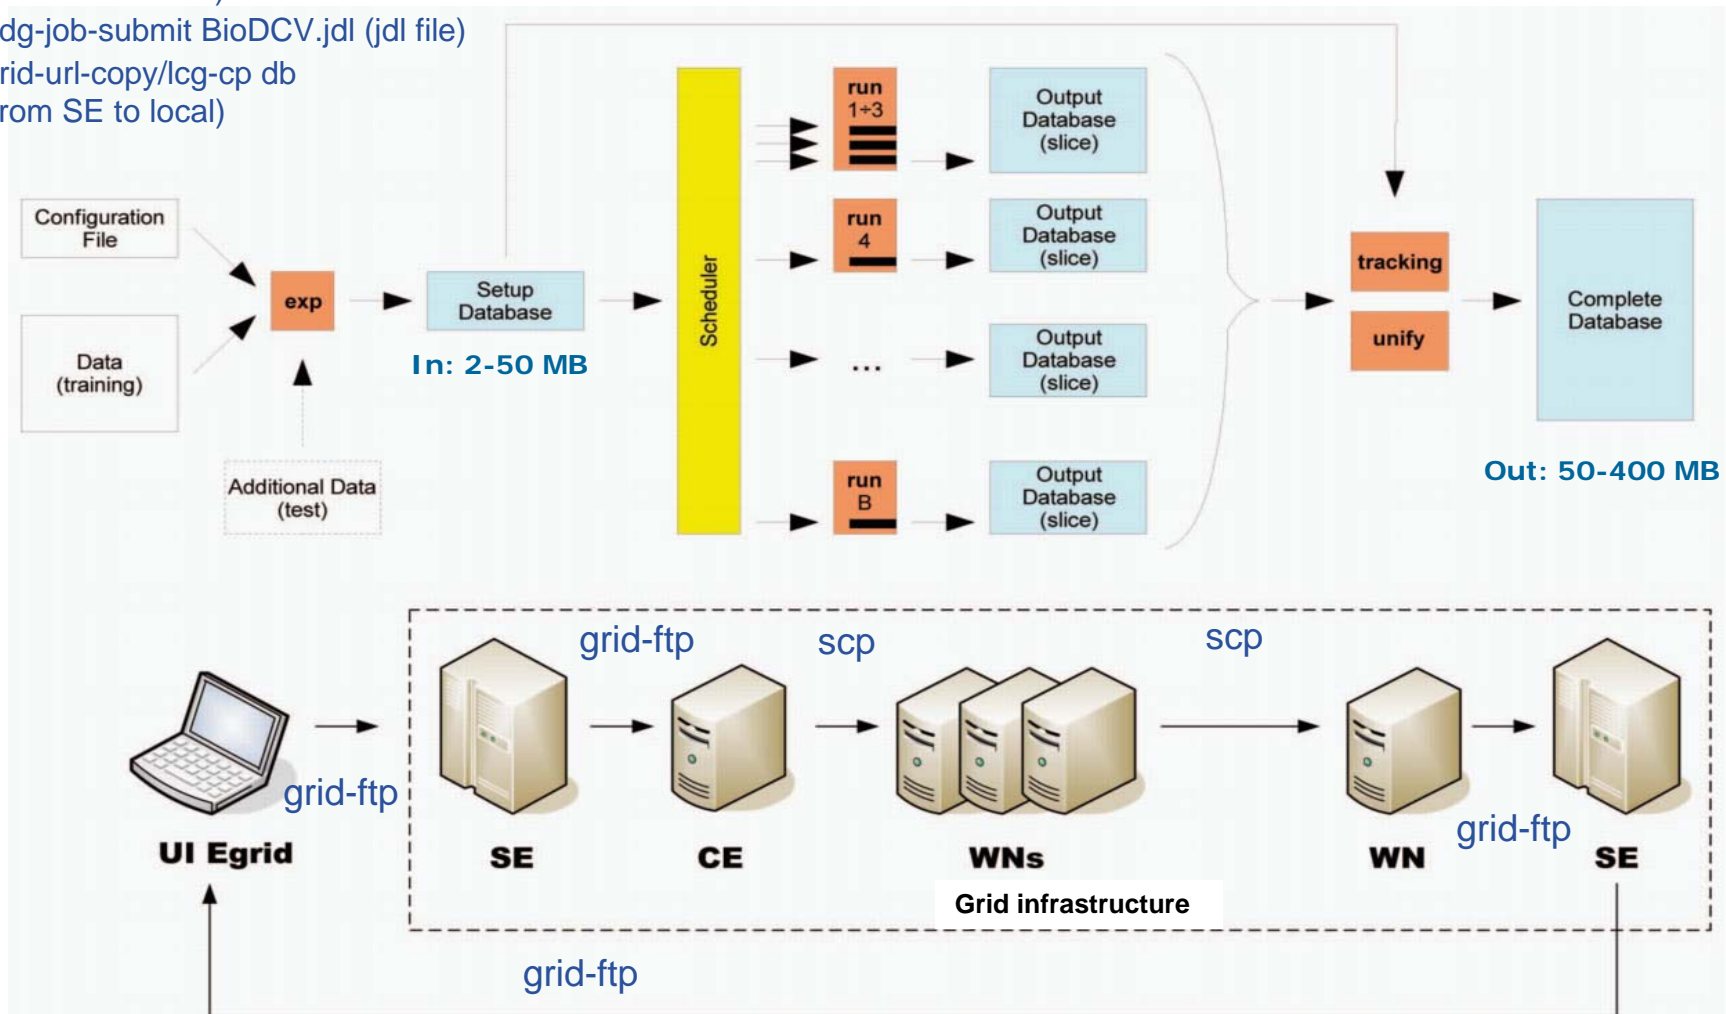 dg-job-submit BioDCV.jdl (jdl file)
rid-url-copy/lcg-cp db
rom SE to local)
Configuration
File
Data
(training)
exp
Additional Data
(test)
Setup
Database
In: 2-50 MB
Scheduler
run
1÷3
Output
Database
(slice)
run
4
Output
Database
(slice)
...
Output
Database
(slice)
run
B
Output
Database
(slice)
tracking
unify
Complete
Database
Out: 50-400 MB
grid-ftp
scp
scp
grid-ftp
grid-ftp
UI Egrid
SE
CE
WNs
WN
SE
Grid infrastructure
grid-ftp